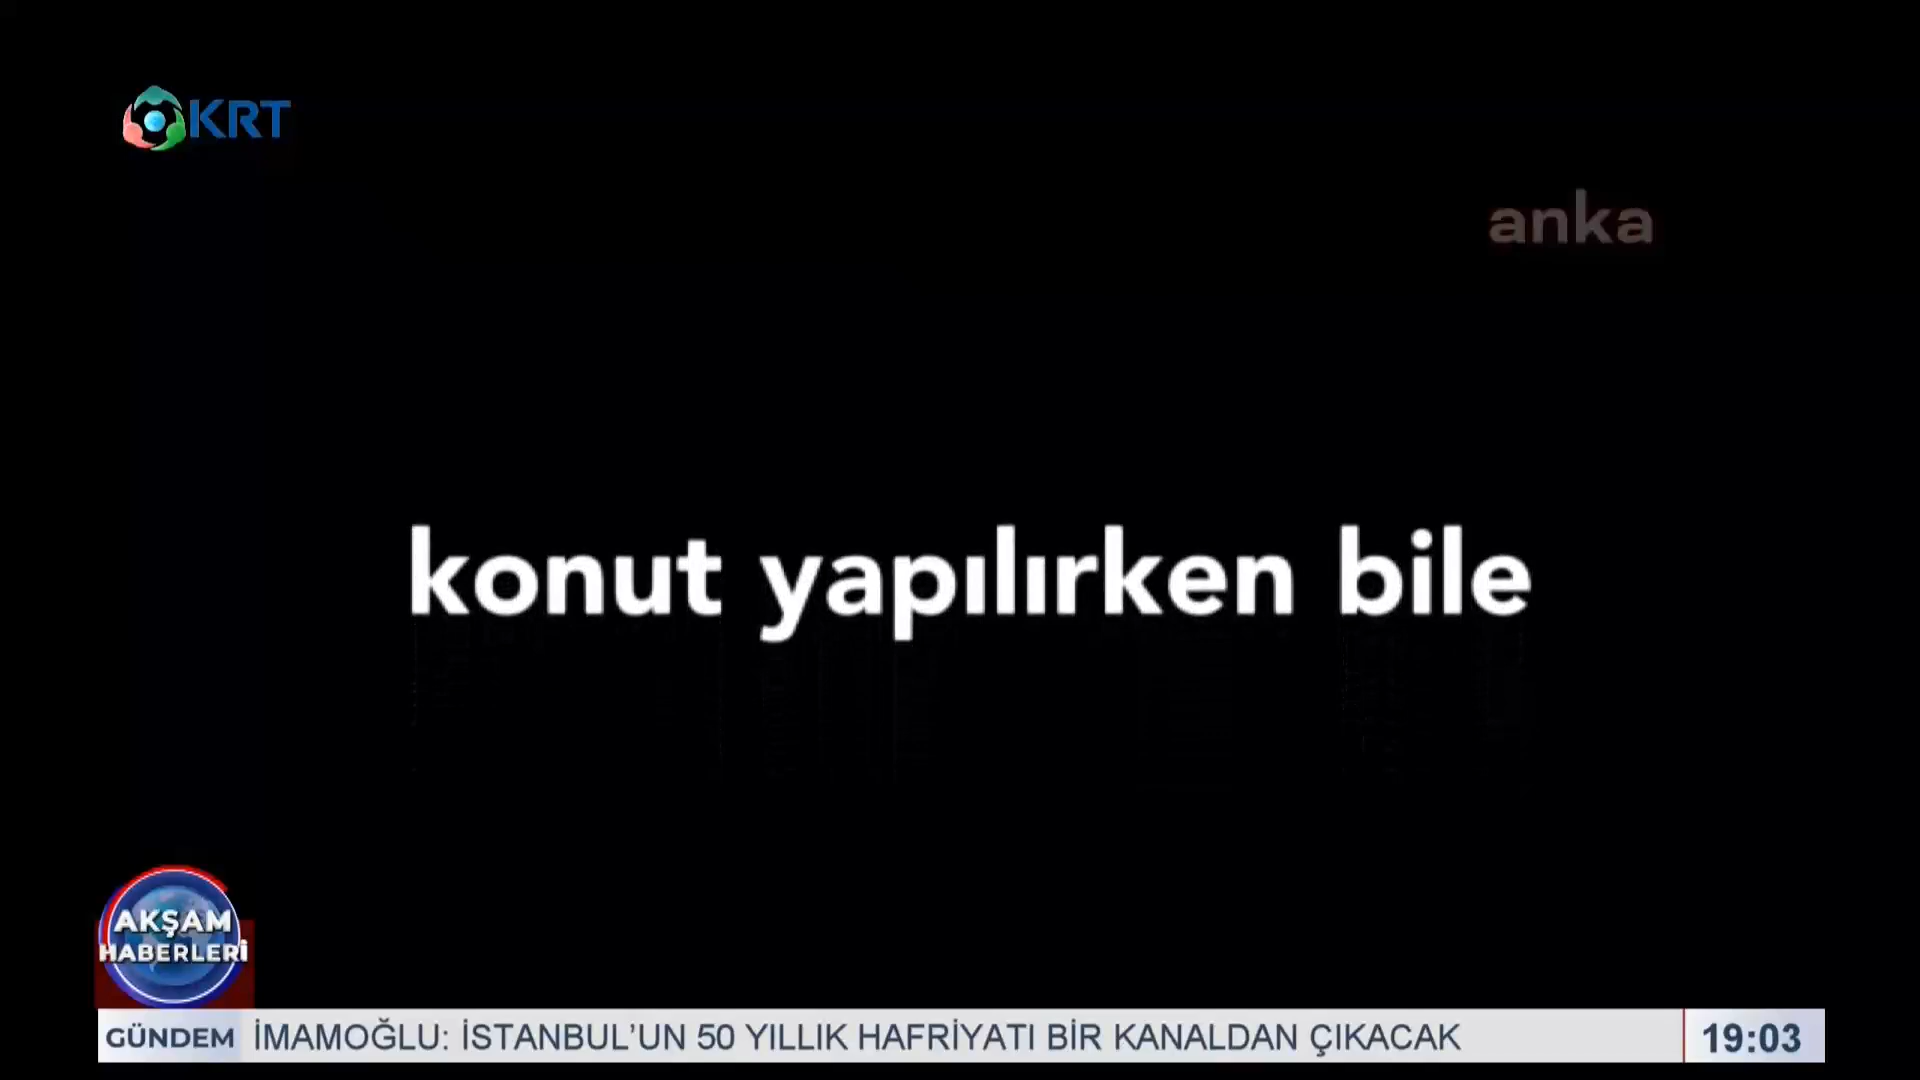 KRT
anka
konut yapılırken bile
AKŞAM
HABERLERİ
GÜNDEM İMAMOĞLU: İSTANBUL'UN 50 YILLIK HAFRİYATI BİR KANALDAN ÇIKACAK 19:03